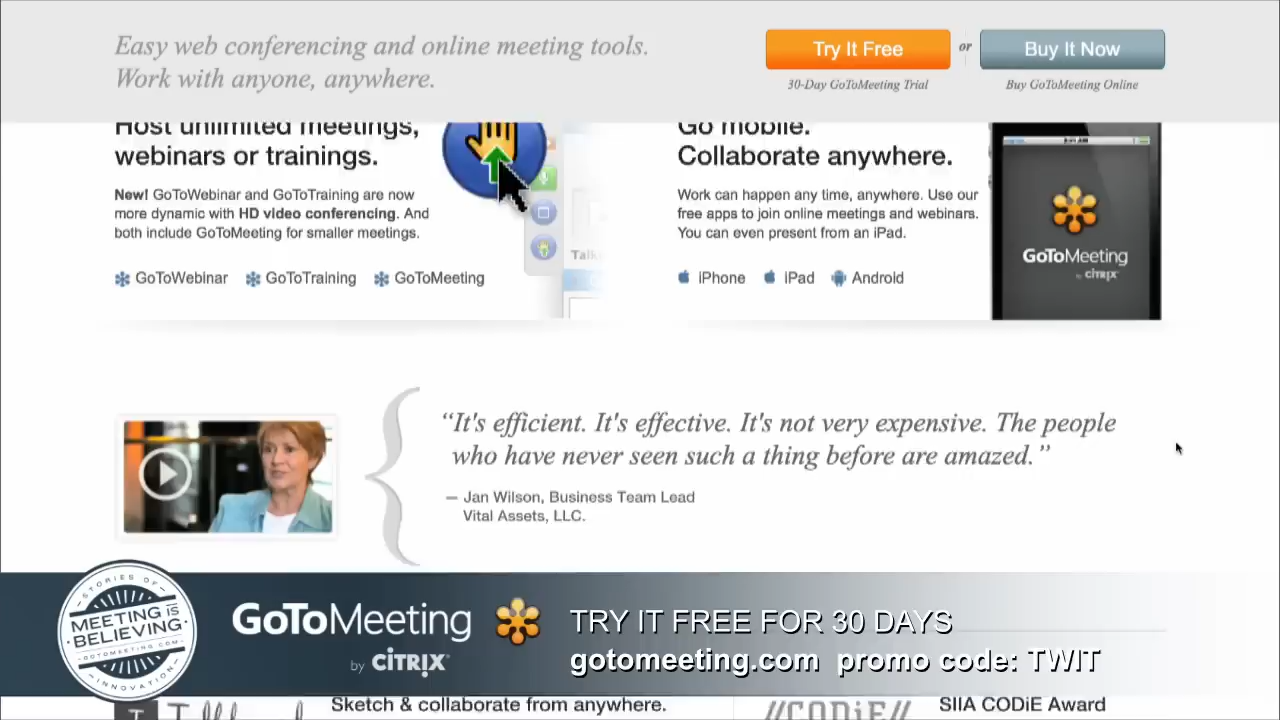 Easy web conferencing and online meeting tools.
Work with anyone, anywhere.
Try It Free
or
Buy It Now
30-Day GoToMeeting Trial
Buy GoToMeeting Online
Host unlimited meetings,
webinars or trainings.
New! GoToWebinar and GoToTraining are now
more dynamic with HD video conferencing. And
both include GoToMeeting for smaller meetings.
GoToWebinar GoToTraining GoToMeeting
Go mobile.
Collaborate anywhere.
Work can happen any time, anywhere. Use our
free apps to join online meetings and webinars.
You can even present from an iPad.
iPhone iPad Android
GoToMeeting
by CITRIX
“It's efficient. It's effective. It's not very expensive. The people
who have never seen such a thing before are amazed.”
— Jan Wilson, Business Team Lead
Vital Assets, LLC.
STORIES OF
MEETING IS
BELIEVING
GOTOMEETING.COM
INNOVATION
GoToMeeting
by CITRIX
TRY IT FREE FOR 30 DAYS
gotomeeting.com promo code: TWIT
Sketch & collaborate from anywhere.
//CODiE//
SIIA CODiE Award